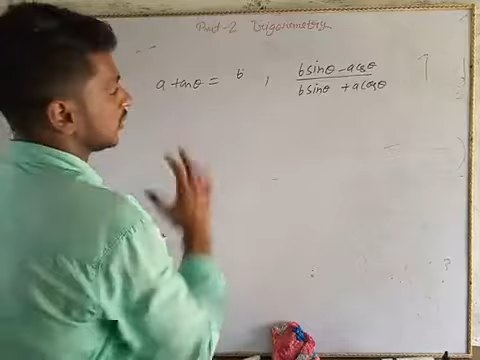 Part-2 Trigonometry
a tanθ = b , (bsinθ - acosθ)/(bsinθ + acosθ) ?